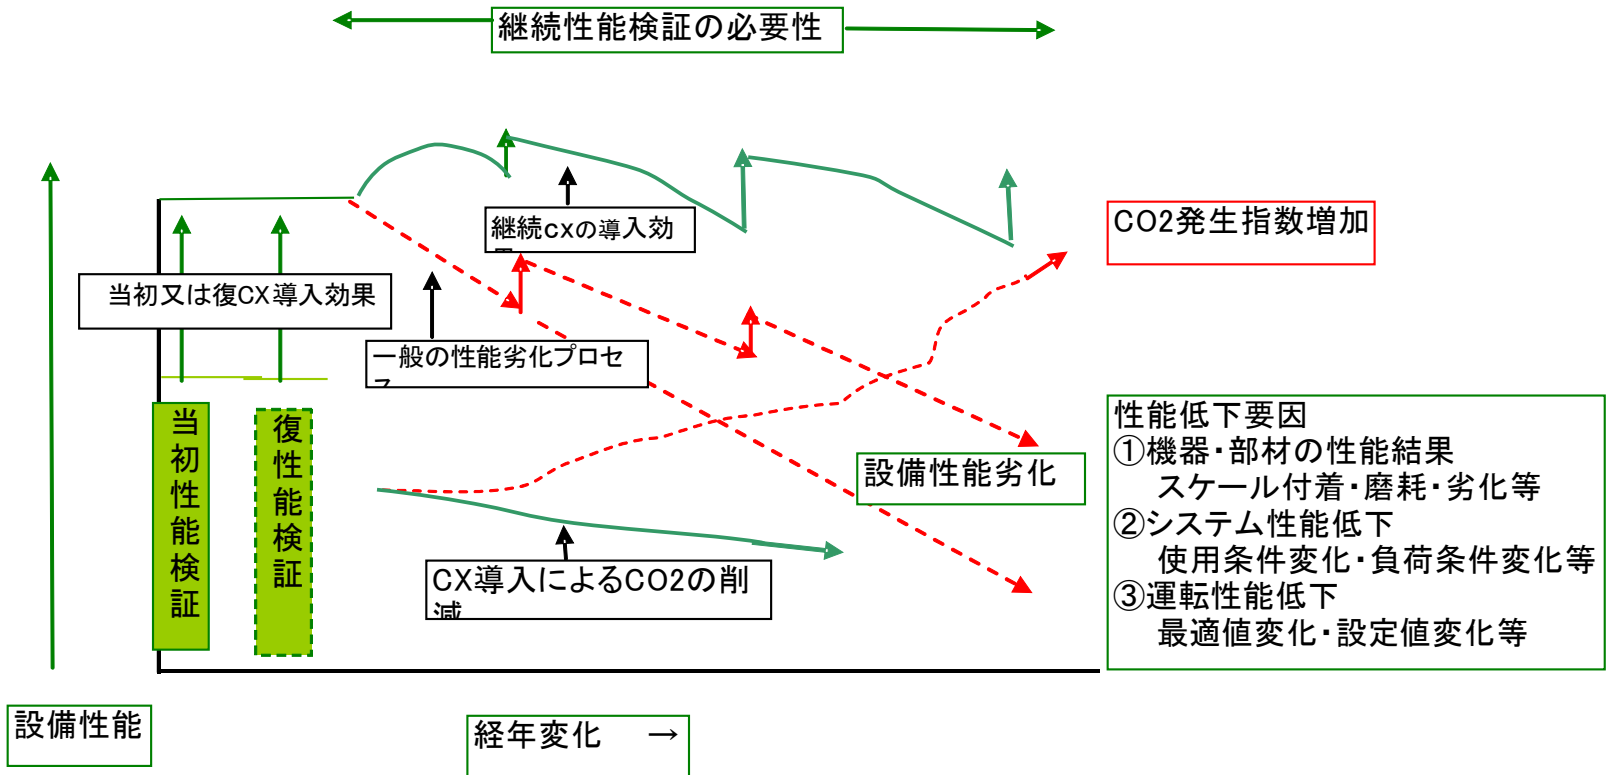 継続性能検証の必要性
継続cxの導入効
CO2発生指数増加
当初又は復CX導入効果
一般の性能劣化プロセ
当初性能検証
復性能検証
設備性能劣化
性能低下要因
①機器・部材の性能結果
スケール付着・磨耗・劣化等
②システム性能低下
使用条件変化・負荷条件変化等
③運転性能低下
最適値変化・設定値変化等
CX導入によるCO2の削
設備性能
経年変化　→